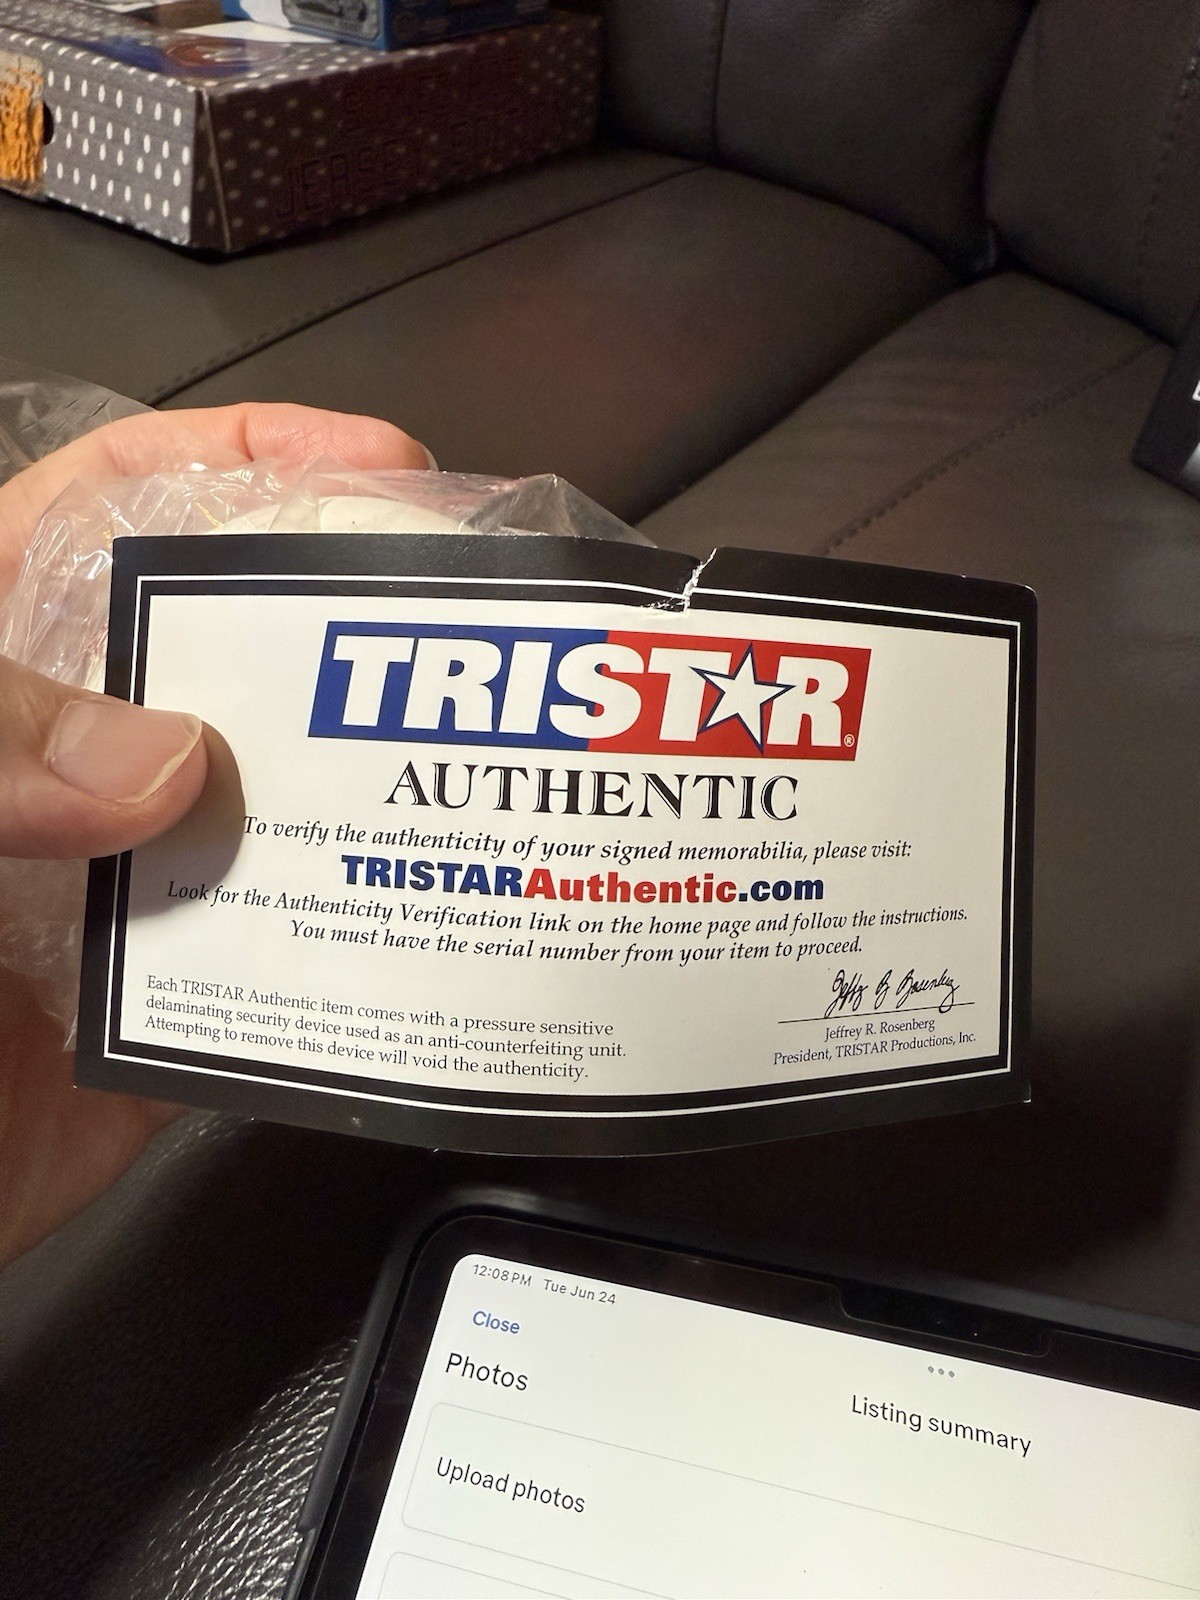 SIGNATURE
JERSEY EDITION
TRISTAR®
AUTHENTIC
To verify the authenticity of your signed memorabilia, please visit:
TRISTARAuthentic.com
Look for the Authenticity Verification link on the home page and follow the instructions.
You must have the serial number from your item to proceed.
Each TRISTAR Authentic item comes with a pressure sensitive
delaminating security device used as an anti-counterfeiting unit.
Attempting to remove this device will void the authenticity.
Jeffrey R. Rosenberg
President, TRISTAR Productions, Inc.
12:08 PM Tue Jun 24
Close
Photos
Listing summary
Upload photos